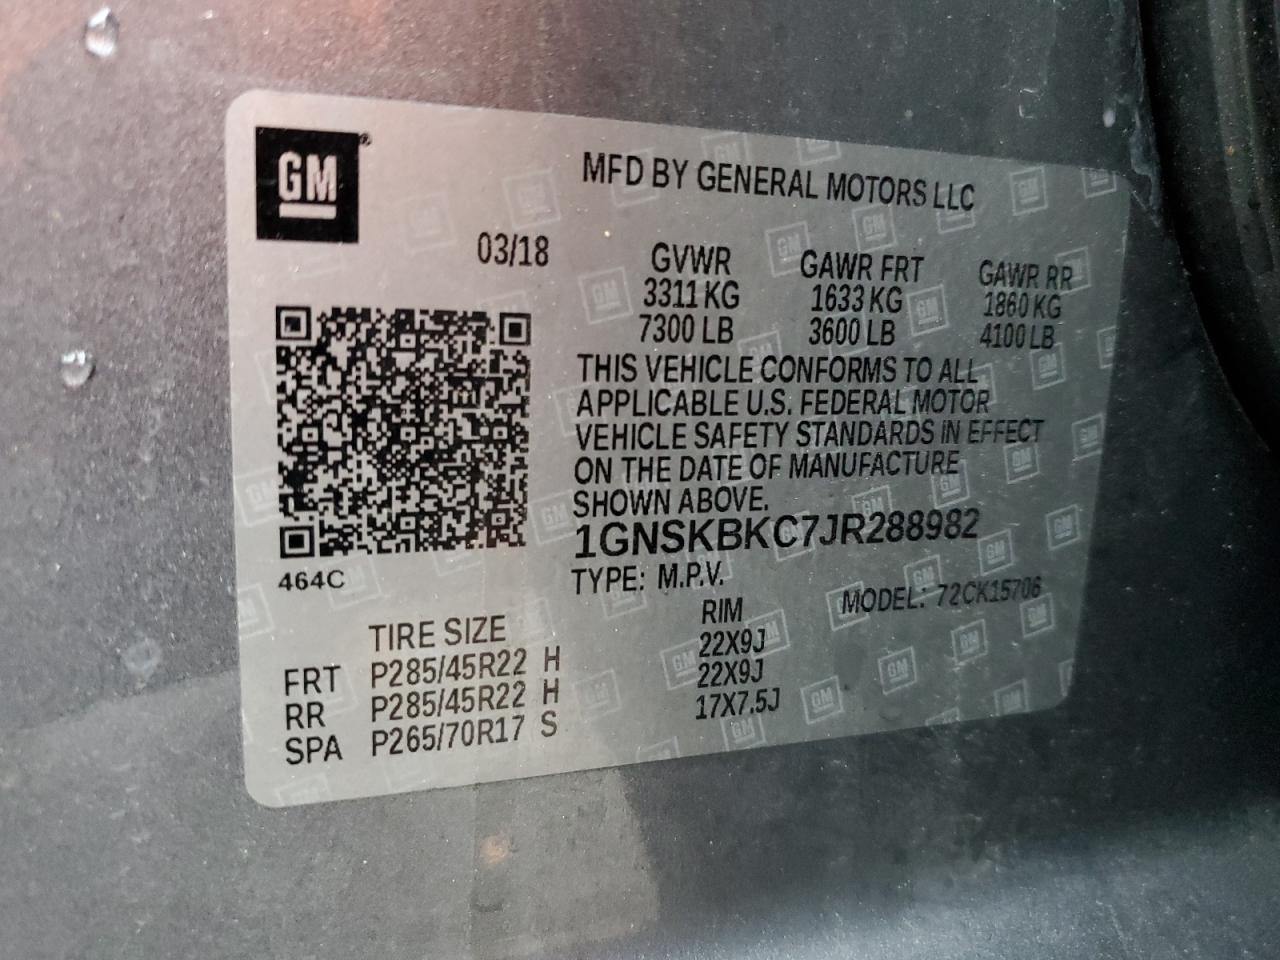 GM
MFD BY GENERAL MOTORS LLC
03/18
GVWR GAWR FRT GAWR RR
3311 KG 1633 KG 1860 KG
7300 LB 3600 LB 4100 LB
THIS VEHICLE CONFORMS TO ALL
APPLICABLE U.S. FEDERAL MOTOR
VEHICLE SAFETY STANDARDS IN EFFECT
ON THE DATE OF MANUFACTURE
SHOWN ABOVE.
1GNSKBKC7JR288982
464C
TYPE: M.P.V. MODEL: 72CK15706
TIRE SIZE RIM
FRT P285/45R22 H 22X9J
RR P285/45R22 H 22X9J
SPA P265/70R17 S 17X7.5J